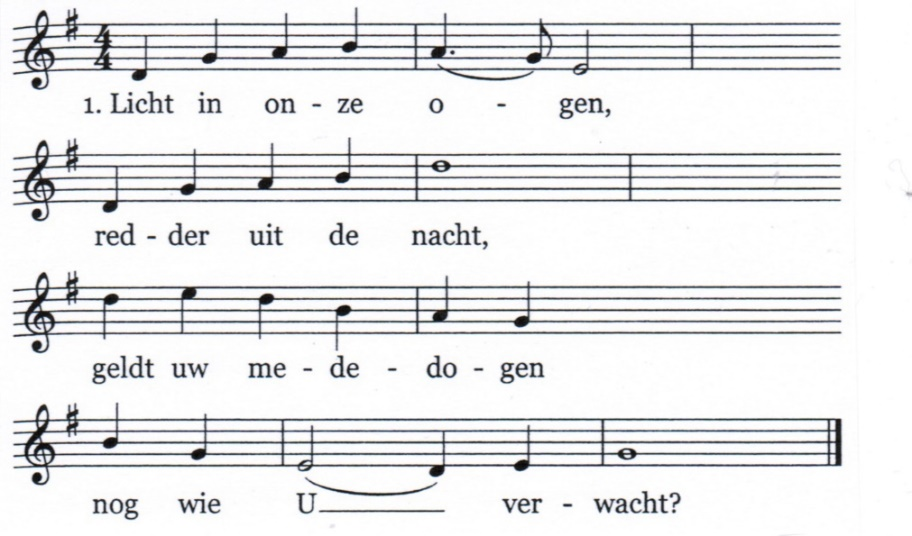 1. Licht in on - ze o - gen,
red - der uit de nacht,
geldt uw me - de - do - gen
nog wie U ver - wacht?